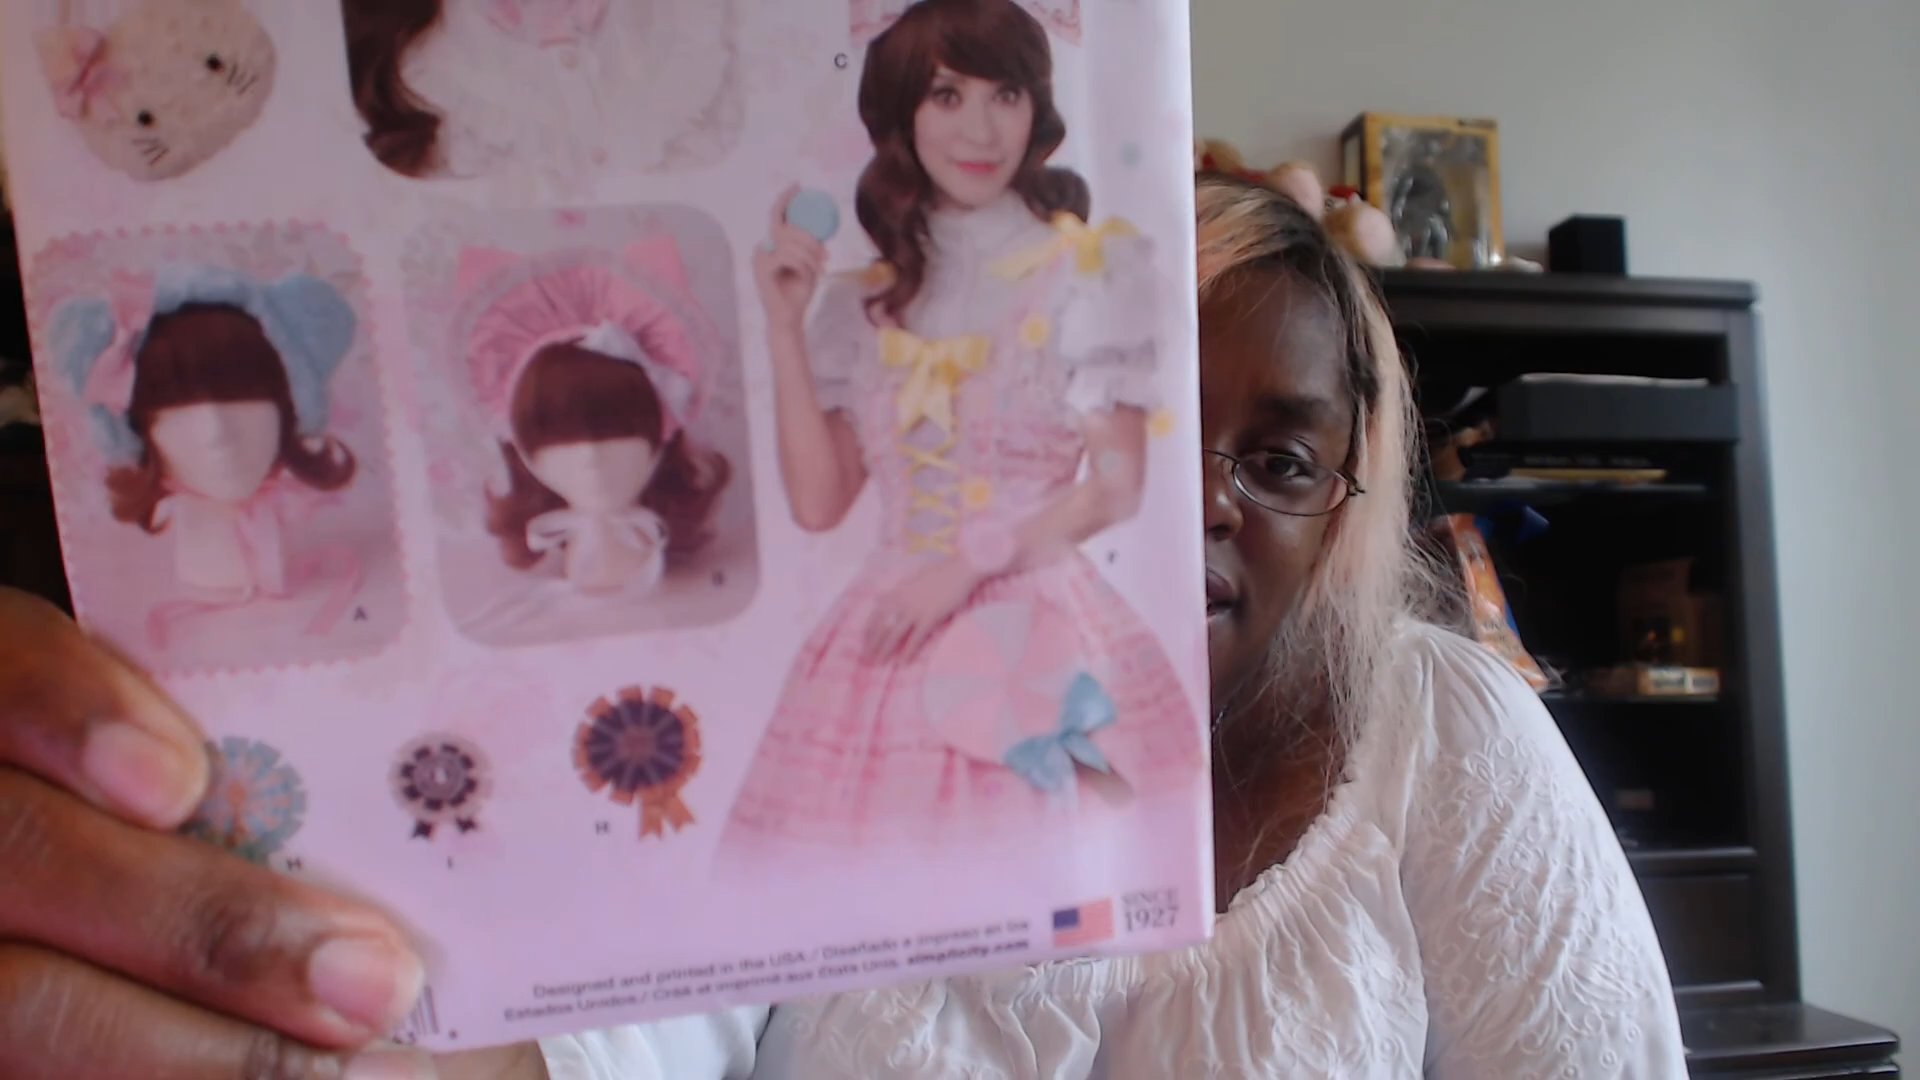 C
F
A
B
H
I
H
SINCE
1927
Designed and printed in the USA / Diseñado e impreso en los
Estados Unidos / Créé et imprimé aux États Unis. simplicity.com